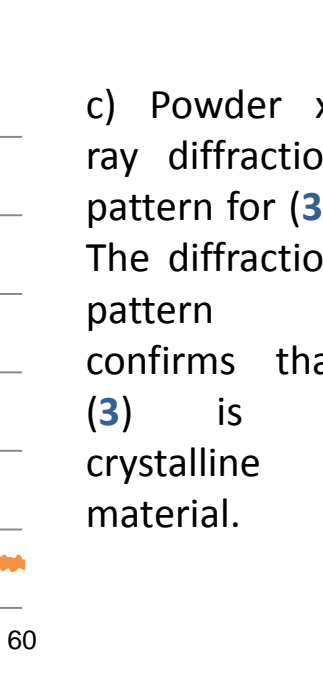 c) Powder x
ray diffractio
pattern for (3
The diffractio
pattern
confirms tha
(3) is
crystalline
material.
60